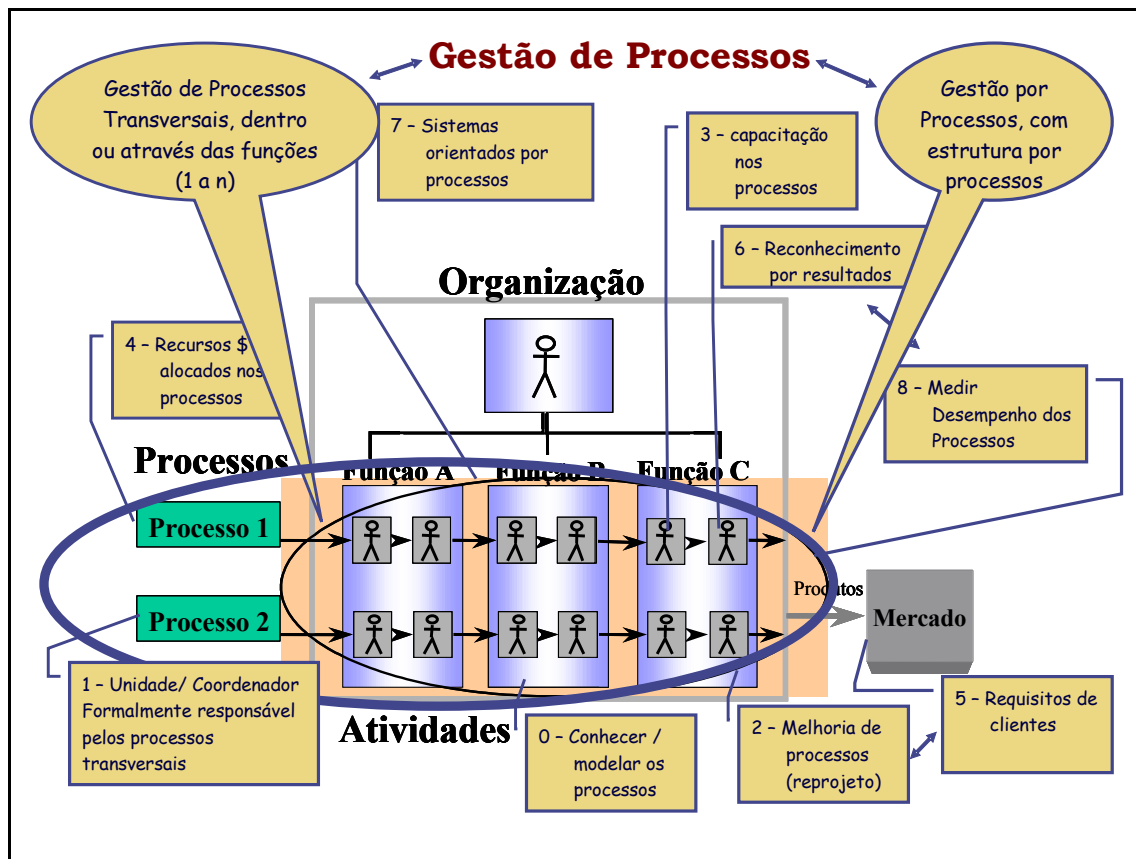 Gestão de Processos
Gestão de Processos
Transversais, dentro
ou através das funções
(1 a n)
Gestão por
Processos, com
estrutura por
processos
7 – Sistemas
orientados por
processos
3 – capacitação
nos
processos
6 – Reconhecimento
por resultados
Organização
4 – Recursos $
alocados nos
processos
8 – Medir
Desempenho dos
Processos
Processos
Função A
Função B
Função C
Processo 1
Processo 2
Produtos
Mercado
1 – Unidade/ Coordenador
Formalmente responsável
pelos processos
transversais
Atividades
0 – Conhecer /
modelar os
processos
2 – Melhoria de
processos
(reprojeto)
5 – Requisitos de
clientes